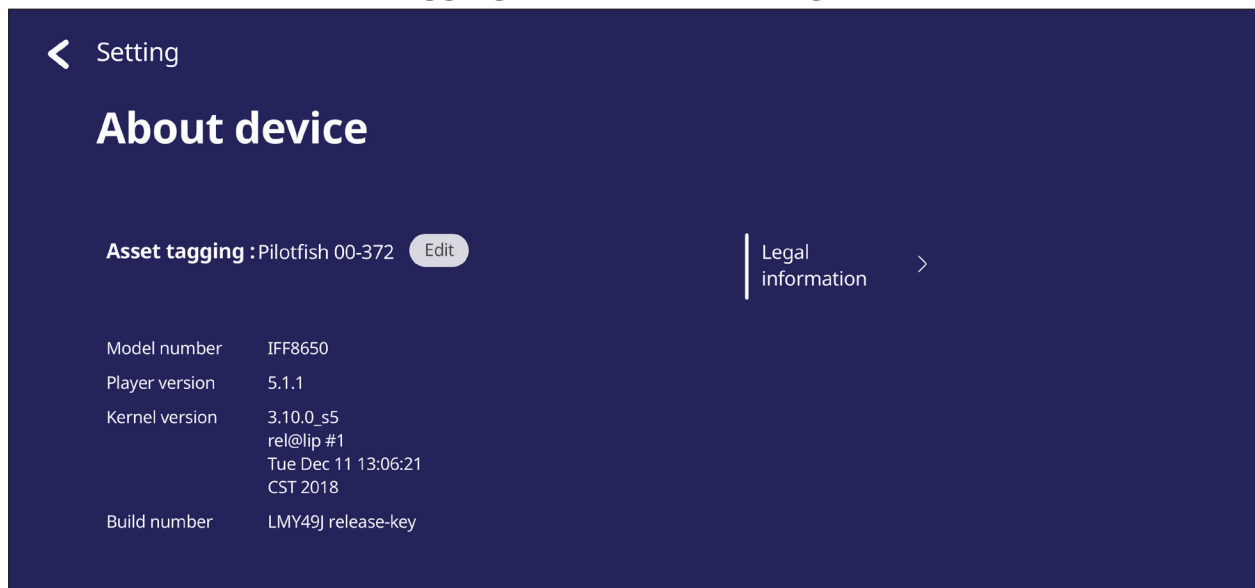 Setting
About device
Asset tagging : Pilotfish 00-372 Edit
Legal
information
Model number IFF8650
Player version 5.1.1
Kernel version 3.10.0_s5
rel@lip #1
Tue Dec 11 13:06:21
CST 2018
Build number LMY49J release-key